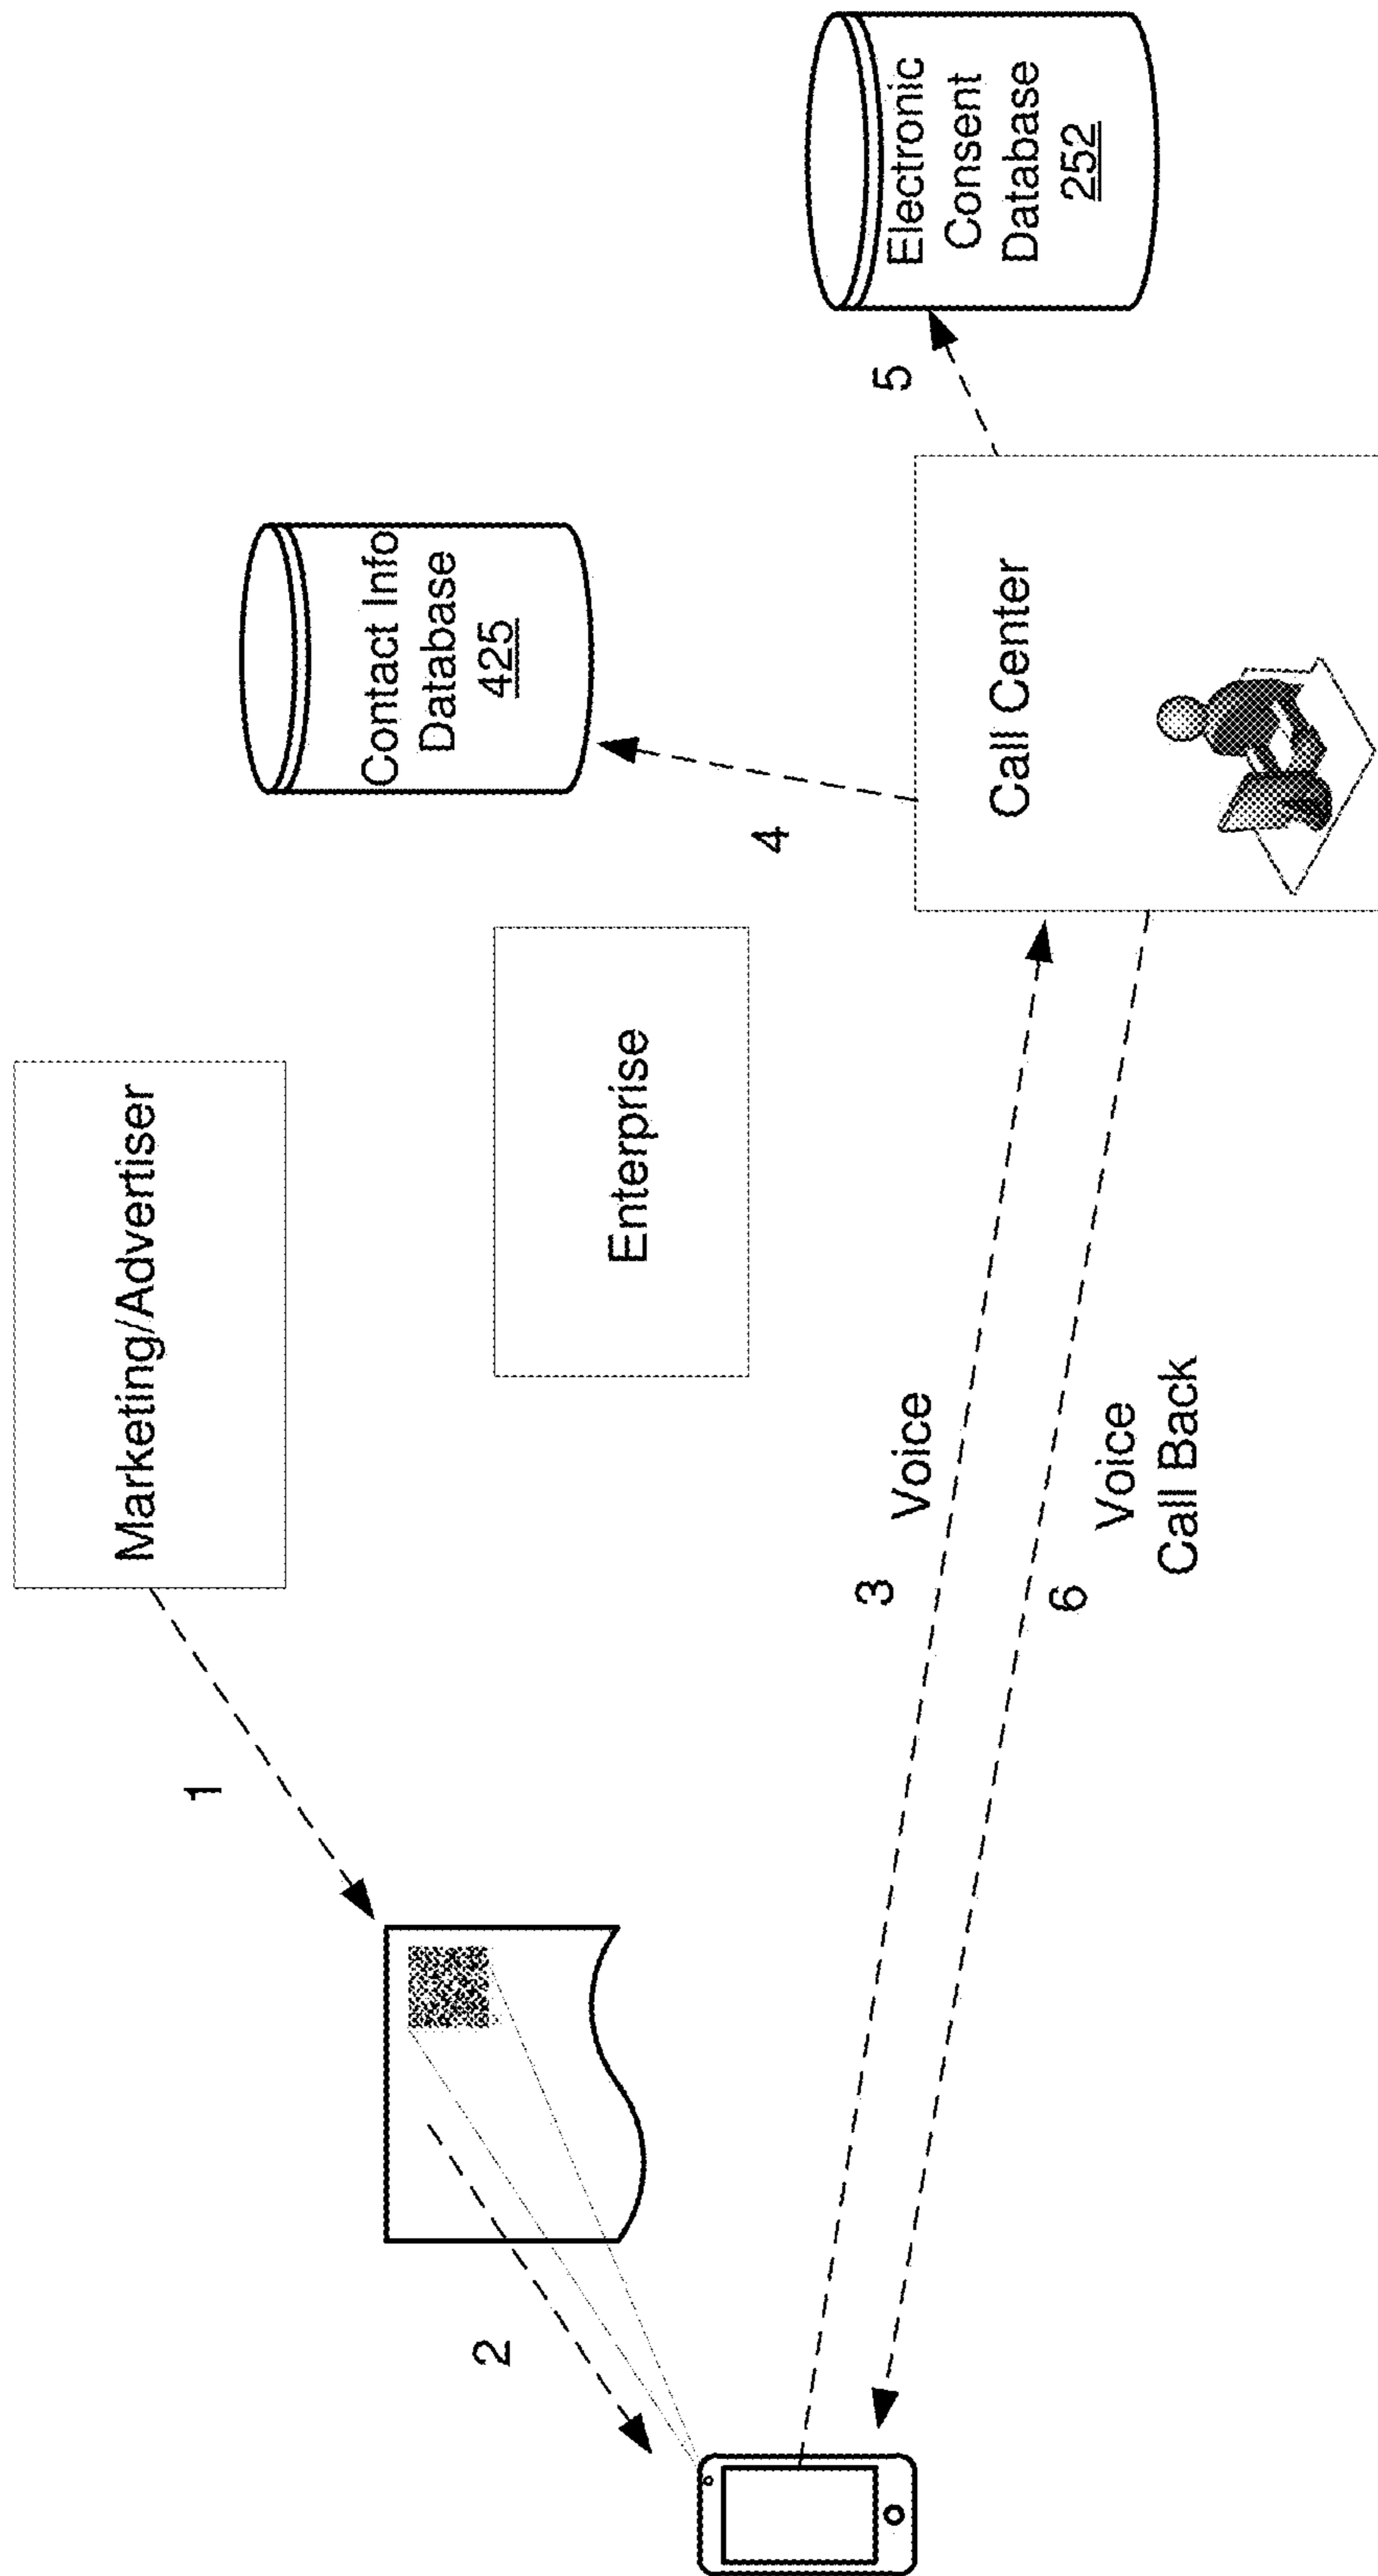 Marketing/Advertiser
1
2
Enterprise
Contact Info
Database
425
4
3
Voice
6
Voice
Call Back
Call Center
5
Electronic
Consent
Database
252